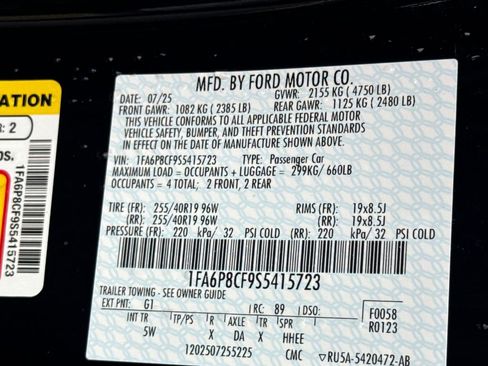 ATION
: 2
OS.
1FA6P8CF9S5415723
MFD. BY FORD MOTOR CO.
DATE: 07/25 GVWR: 2155 KG ( 4750 LB)
FRONT GAWR: 1082 KG ( 2385 LB) REAR GAWR: 1125 KG ( 2480 LB)
THIS VEHICLE CONFORMS TO ALL APPLICABLE FEDERAL MOTOR
VEHICLE SAFETY, BUMPER, AND THEFT PREVENTION STANDARDS
IN EFFECT ON THE DATE OF MANUFACTURE SHOWN ABOVE.
VIN: 1FA6P8CF9S5415723 TYPE: Passenger Car
MAXIMUM LOAD = OCCUPANTS + LUGGAGE = 299KG/ 660LB
OCCUPANTS = 4 TOTAL; 2 FRONT, 2 REAR
TIRE (FR): 255/40R19 96W RIMS (FR): 19x8.5J
(RR): 255/40R19 96W (RR): 19x8.5J
PRESSURE (FR): 220 kPa/ 32 PSI COLD (RR): 220 kPa/ 32 PSI COLD
1FA6P8CF9S5415723
TRAILER TOWING - SEE OWNER GUIDE
EXT PNT: G1 RC: 89 DSO: F0058
INT TR TP/PS R AXLE TR SPR R0123
5W X DA X HHEE
1202507255225 CMC RU5A-5420472-AB